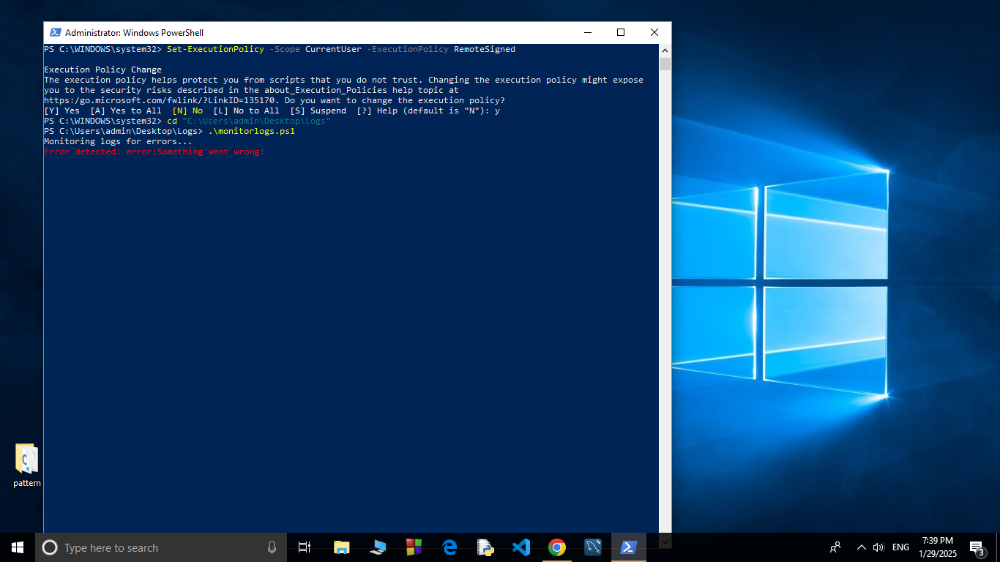 Administrator: Windows PowerShell
PS C:\WINDOWS\system32> Set-ExecutionPolicy -Scope CurrentUser -ExecutionPolicy RemoteSigned
Execution Policy Change
The execution policy helps protect you from scripts that you do not trust. Changing the execution policy might expose
you to the security risks described in the about_Execution_Policies help topic at
https:/go.microsoft.com/fwlink/?LinkID=135170. Do you want to change the execution policy?
[Y] Yes  [A] Yes to All  [N] No  [L] No to All  [S] Suspend  [?] Help (default is "N"): y
PS C:\WINDOWS\system32> cd "C:\Users\admin\Desktop\Logs"
PS C:\Users\admin\Desktop\Logs> .\monitorlogs.ps1
Monitoring logs for errors...
Error detected: error:Something went wrong!
pattern
Type here to search
ENG
7:39 PM
1/29/2025
3